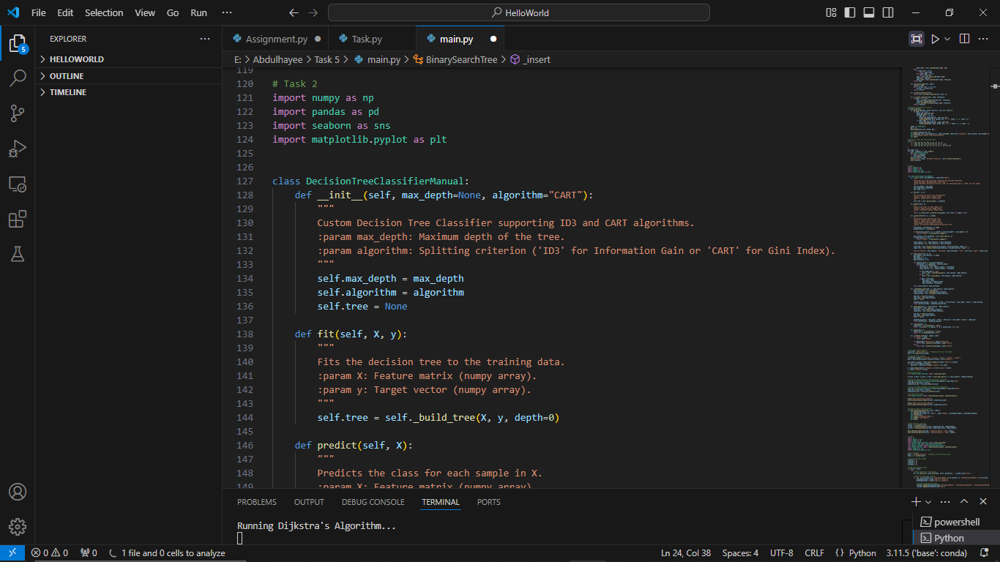 File Edit Selection View Go Run ··· HelloWorld
EXPLORER ···
HELLOWORLD
OUTLINE
TIMELINE
Assignment.py Task.py main.py
E: > Abdulhayee > Task 5 > main.py > BinarySearchTree > _insert
119
120 # Task 2
121 import numpy as np
122 import pandas as pd
123 import seaborn as sns
124 import matplotlib.pyplot as plt
125
126
127 class DecisionTreeClassifierManual:
128 def __init__(self, max_depth=None, algorithm="CART"):
129 """
130 Custom Decision Tree Classifier supporting ID3 and CART algorithms.
131 :param max_depth: Maximum depth of the tree.
132 :param algorithm: Splitting criterion ('ID3' for Information Gain or 'CART' for Gini Index).
133 """
134 self.max_depth = max_depth
135 self.algorithm = algorithm
136 self.tree = None
137
138 def fit(self, X, y):
139 """
140 Fits the decision tree to the training data.
141 :param X: Feature matrix (numpy array).
142 :param y: Target vector (numpy array).
143 """
144 self.tree = self._build_tree(X, y, depth=0)
145
146 def predict(self, X):
147 """
148 Predicts the class for each sample in X.
149 :param X: Feature matrix (numpy array)
PROBLEMS OUTPUT DEBUG CONSOLE TERMINAL PORTS
Running Dijkstra's Algorithm...
powershell
Python
5
0 0 0 1 file and 0 cells to analyze Ln 24, Col 38 Spaces: 4 UTF-8 CRLF {} Python 3.11.5 ('base': conda)